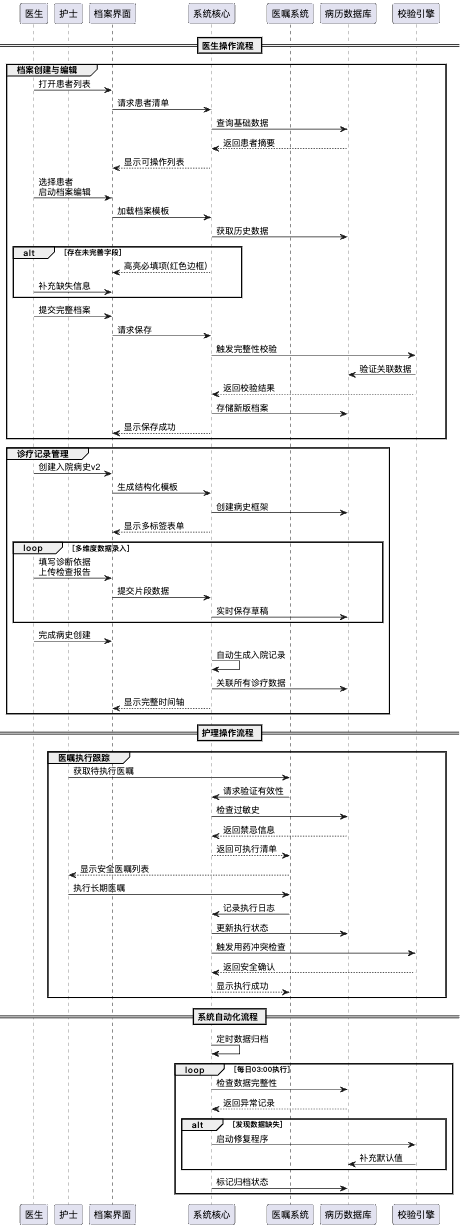 医生 护士 档案界面 系统核心 医嘱系统 病历数据库 校验引擎
医生操作流程
档案创建与编辑
打开患者列表
请求患者清单
查询基础数据
返回患者摘要
显示可操作列表
选择患者
启动档案编辑
加载档案模板
获取历史数据
alt [存在未完善字段]
高亮必填项(红色边框)
补充缺失信息
提交完整档案
请求保存
触发完整性校验
验证关联数据
返回校验结果
存储新版档案
显示保存成功
诊疗记录管理
创建入院病史v2
生成结构化模板
创建病史框架
显示多标签表单
loop [多维度数据录入]
填写诊断依据
上传检查报告
提交片段数据
实时保存草稿
完成病史创建
自动生成入院记录
关联所有诊疗数据
显示完整时间轴
护理操作流程
医嘱执行跟踪
获取待执行医嘱
请求验证有效性
检查过敏史
返回禁忌信息
返回可执行清单
显示安全医嘱列表
执行长期医嘱
记录执行日志
更新执行状态
触发用药冲突检查
返回安全确认
显示执行成功
系统自动化流程
定时数据归档
loop [每日03:00执行]
检查数据完整性
返回异常记录
alt [发现数据缺失]
启动修复程序
补充默认值
标记归档状态
医生 护士 档案界面 系统核心 医嘱系统 病历数据库 校验引擎